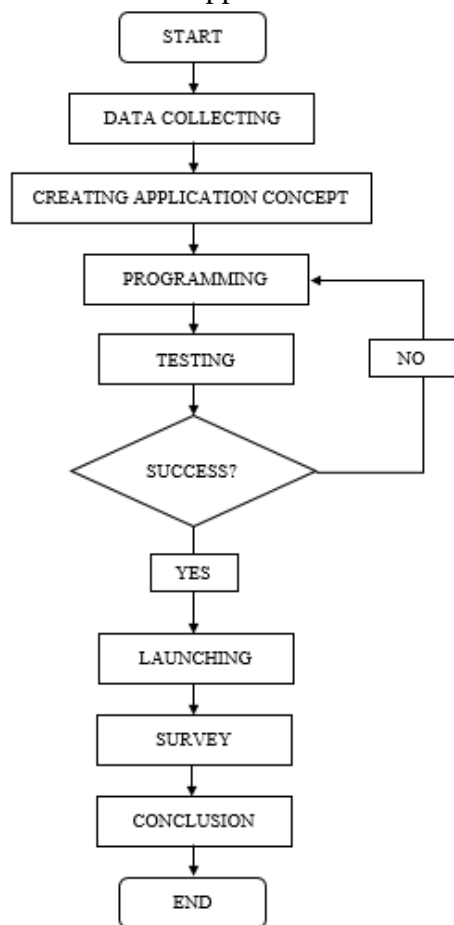 START
DATA COLLECTING
CREATING APPLICATION CONCEPT
PROGRAMMING
TESTING
NO
SUCCESS?
YES
LAUNCHING
SURVEY
CONCLUSION
END